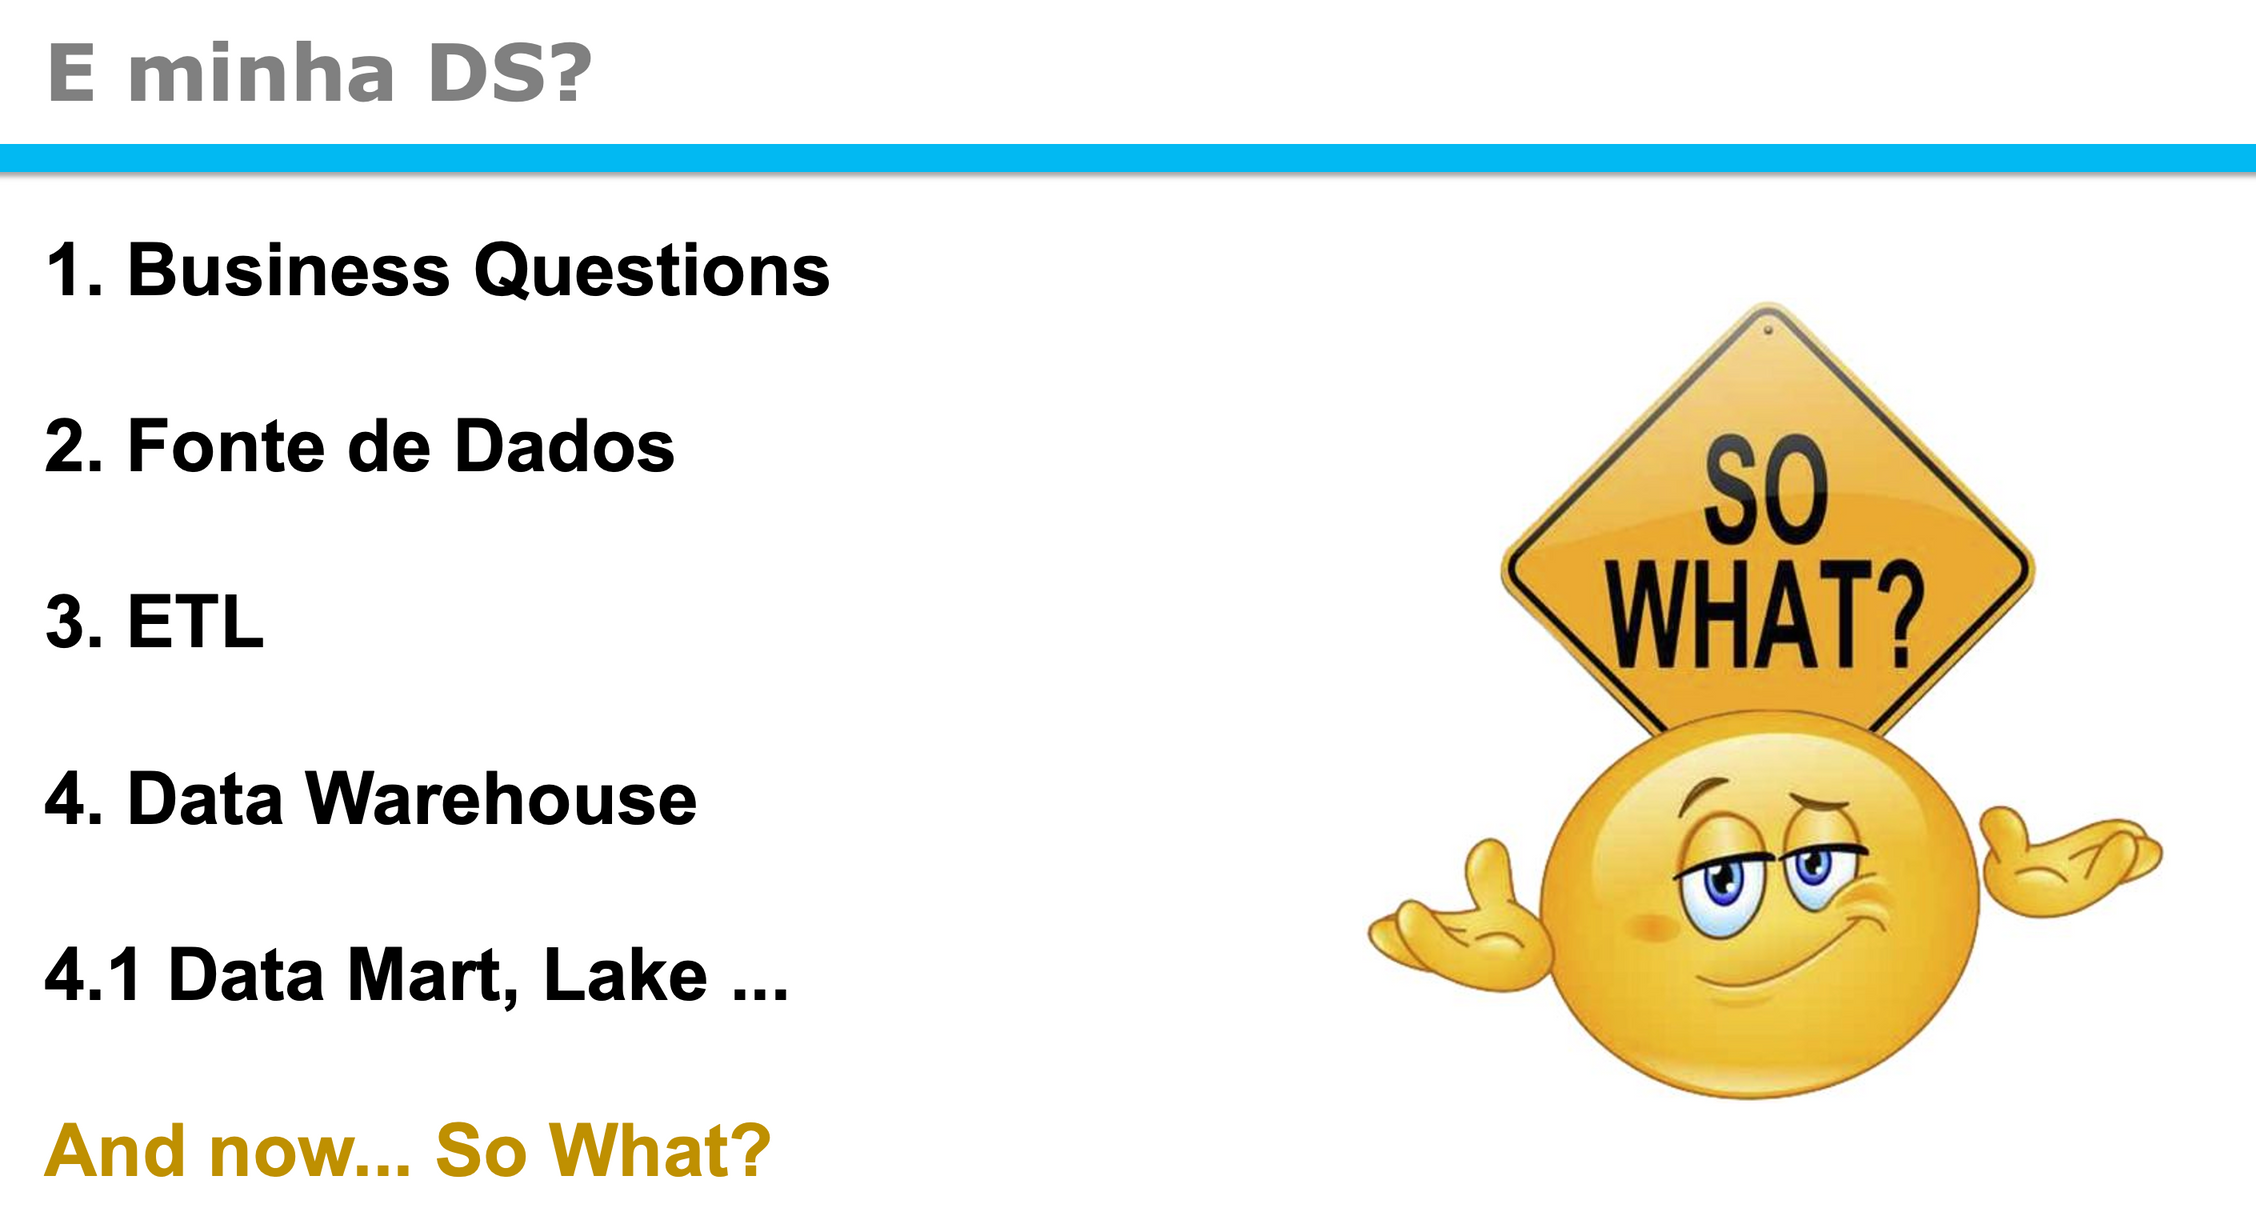 E minha DS?
1. Business Questions
2. Fonte de Dados
3. ETL
4. Data Warehouse
4.1 Data Mart, Lake ...
And now... So What?
SO
WHAT?